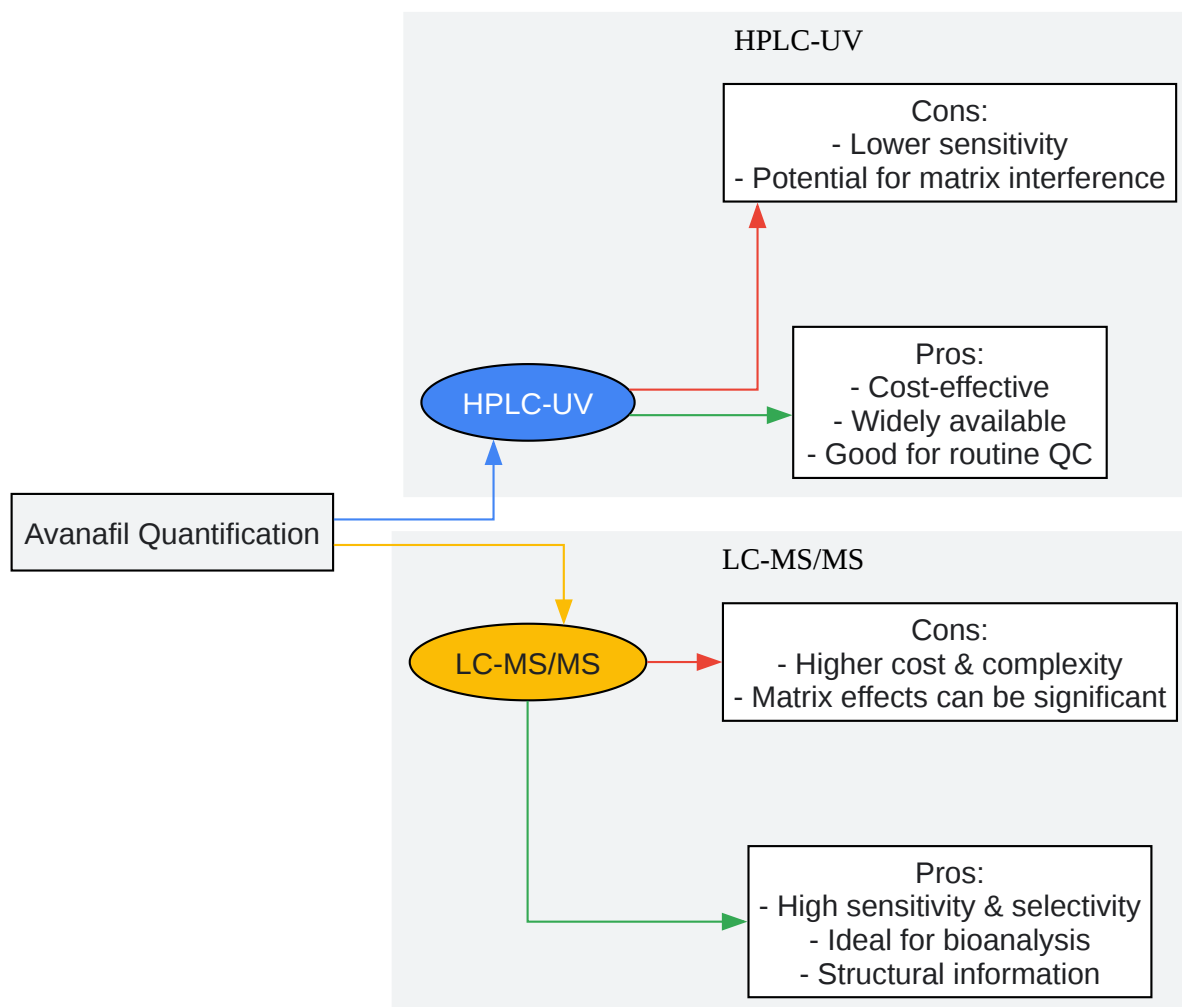 HPLC-UV
Cons:
- Lower sensitivity
- Potential for matrix interference
HPLC-UV
Pros:
- Cost-effective
- Widely available
- Good for routine QC
Avanafil Quantification
LC-MS/MS
Cons:
- Higher cost & complexity
- Matrix effects can be significant
LC-MS/MS
Pros:
- High sensitivity & selectivity
- Ideal for bioanalysis
- Structural information